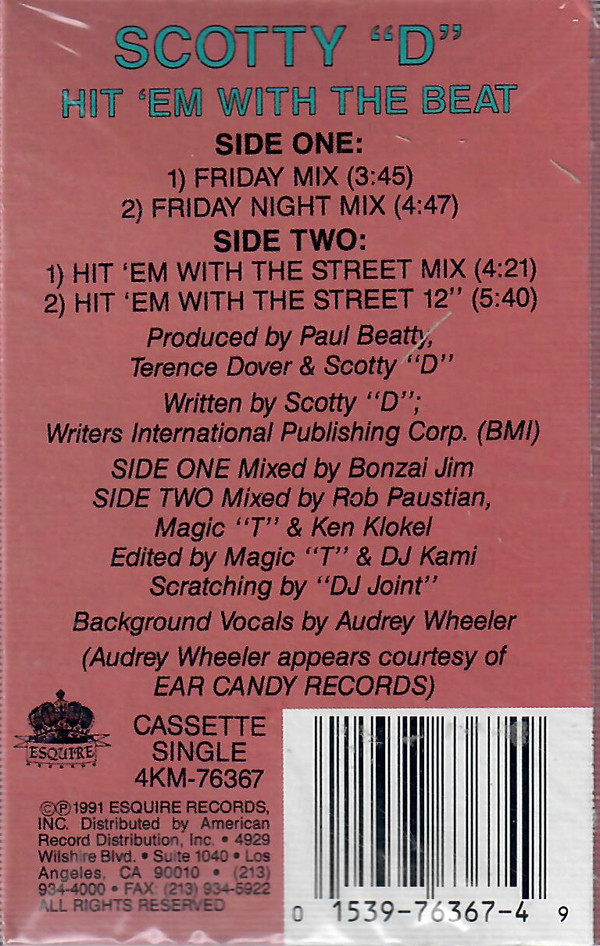 SCOTTY “D”
HIT ‘EM WITH THE BEAT
SIDE ONE:
1) FRIDAY MIX (3:45)
2) FRIDAY NIGHT MIX (4:47)
SIDE TWO:
1) HIT ‘EM WITH THE STREET MIX (4:21)
2) HIT ‘EM WITH THE STREET 12” (5:40)
Produced by Paul Beatty,
Terence Dover & Scotty “D”
Written by Scotty “D”;
Writers International Publishing Corp. (BMI)
SIDE ONE Mixed by Bonzai Jim
SIDE TWO Mixed by Rob Paustian,
Magic “T” & Ken Klokel
Edited by Magic “T” & DJ Kami
Scratching by “DJ Joint”
Background Vocals by Audrey Wheeler
(Audrey Wheeler appears courtesy of
EAR CANDY RECORDS)
ESQUIRE
RECORDS
CASSETTE
SINGLE
4KM-76367
©℗1991 ESQUIRE RECORDS,
INC. Distributed by American
Record Distribution, Inc. • 4929
Wilshire Blvd. • Suite 1040 • Los
Angeles, CA 90010 • (213)
934-4000 • FAX (213) 934-5922
ALL RIGHTS RESERVED
0 1539-76367-4 9